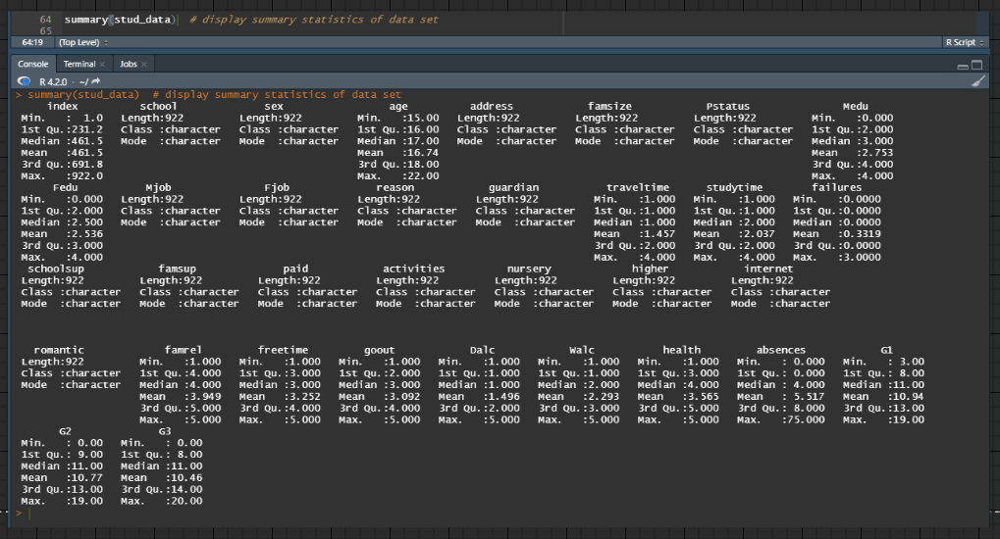 64 summary(stud_data) # display summary statistics of data set
65
64:19 (Top Level) R Script
Console Terminal Jobs
R 4.2.0 · ~/
> summary(stud_data) # display summary statistics of data set
index school sex age address famsize Pstatus Medu
Min. : 1.0 Length:922 Length:922 Min. :15.00 Length:922 Length:922 Length:922 Min. :0.000
1st Qu.:231.2 Class :character Class :character 1st Qu.:16.00 Class :character Class :character Class :character 1st Qu.:2.000
Median :461.5 Mode :character Mode :character Median :17.00 Mode :character Mode :character Mode :character Median :3.000
Mean :461.5 Mean :16.74 Mean :2.753
3rd Qu.:691.8 3rd Qu.:18.00 3rd Qu.:4.000
Max. :922.0 Max. :22.00 Max. :4.000
Fedu Mjob Fjob reason guardian traveltime studytime failures
Min. :0.000 Length:922 Length:922 Length:922 Length:922 Min. :1.000 Min. :1.000 Min. :0.0000
1st Qu.:2.000 Class :character Class :character Class :character Class :character 1st Qu.:1.000 1st Qu.:1.000 1st Qu.:0.0000
Median :2.500 Mode :character Mode :character Mode :character Mode :character Median :1.000 Median :2.000 Median :0.0000
Mean :2.536 Mean :1.457 Mean :2.037 Mean :0.3319
3rd Qu.:3.000 3rd Qu.:2.000 3rd Qu.:2.000 3rd Qu.:0.0000
Max. :4.000 Max. :4.000 Max. :4.000 Max. :3.0000
schoolsup famsup paid activities nursery higher internet
Length:922 Length:922 Length:922 Length:922 Length:922 Length:922 Length:922
Class :character Class :character Class :character Class :character Class :character Class :character Class :character
Mode :character Mode :character Mode :character Mode :character Mode :character Mode :character Mode :character
romantic famrel freetime goout Dalc Walc health absences G1
Length:922 Min. :1.000 Min. :1.000 Min. :1.000 Min. :1.000 Min. :1.000 Min. :1.000 Min. : 0.000 Min. : 3.00
Class :character 1st Qu.:4.000 1st Qu.:3.000 1st Qu.:2.000 1st Qu.:1.000 1st Qu.:1.000 1st Qu.:3.000 1st Qu.: 0.000 1st Qu.: 8.00
Mode :character Median :4.000 Median :3.000 Median :3.000 Median :1.000 Median :2.000 Median :4.000 Median : 4.000 Median :11.00
Mean :3.949 Mean :3.252 Mean :3.092 Mean :1.496 Mean :2.293 Mean :3.565 Mean : 5.517 Mean :10.94
3rd Qu.:5.000 3rd Qu.:4.000 3rd Qu.:4.000 3rd Qu.:2.000 3rd Qu.:3.000 3rd Qu.:5.000 3rd Qu.: 8.000 3rd Qu.:13.00
Max. :5.000 Max. :5.000 Max. :5.000 Max. :5.000 Max. :5.000 Max. :5.000 Max. :75.000 Max. :19.00
G2 G3
Min. : 0.00 Min. : 0.00
1st Qu.: 9.00 1st Qu.: 8.00
Median :11.00 Median :11.00
Mean :10.77 Mean :10.46
3rd Qu.:13.00 3rd Qu.:14.00
Max. :19.00 Max. :20.00
>